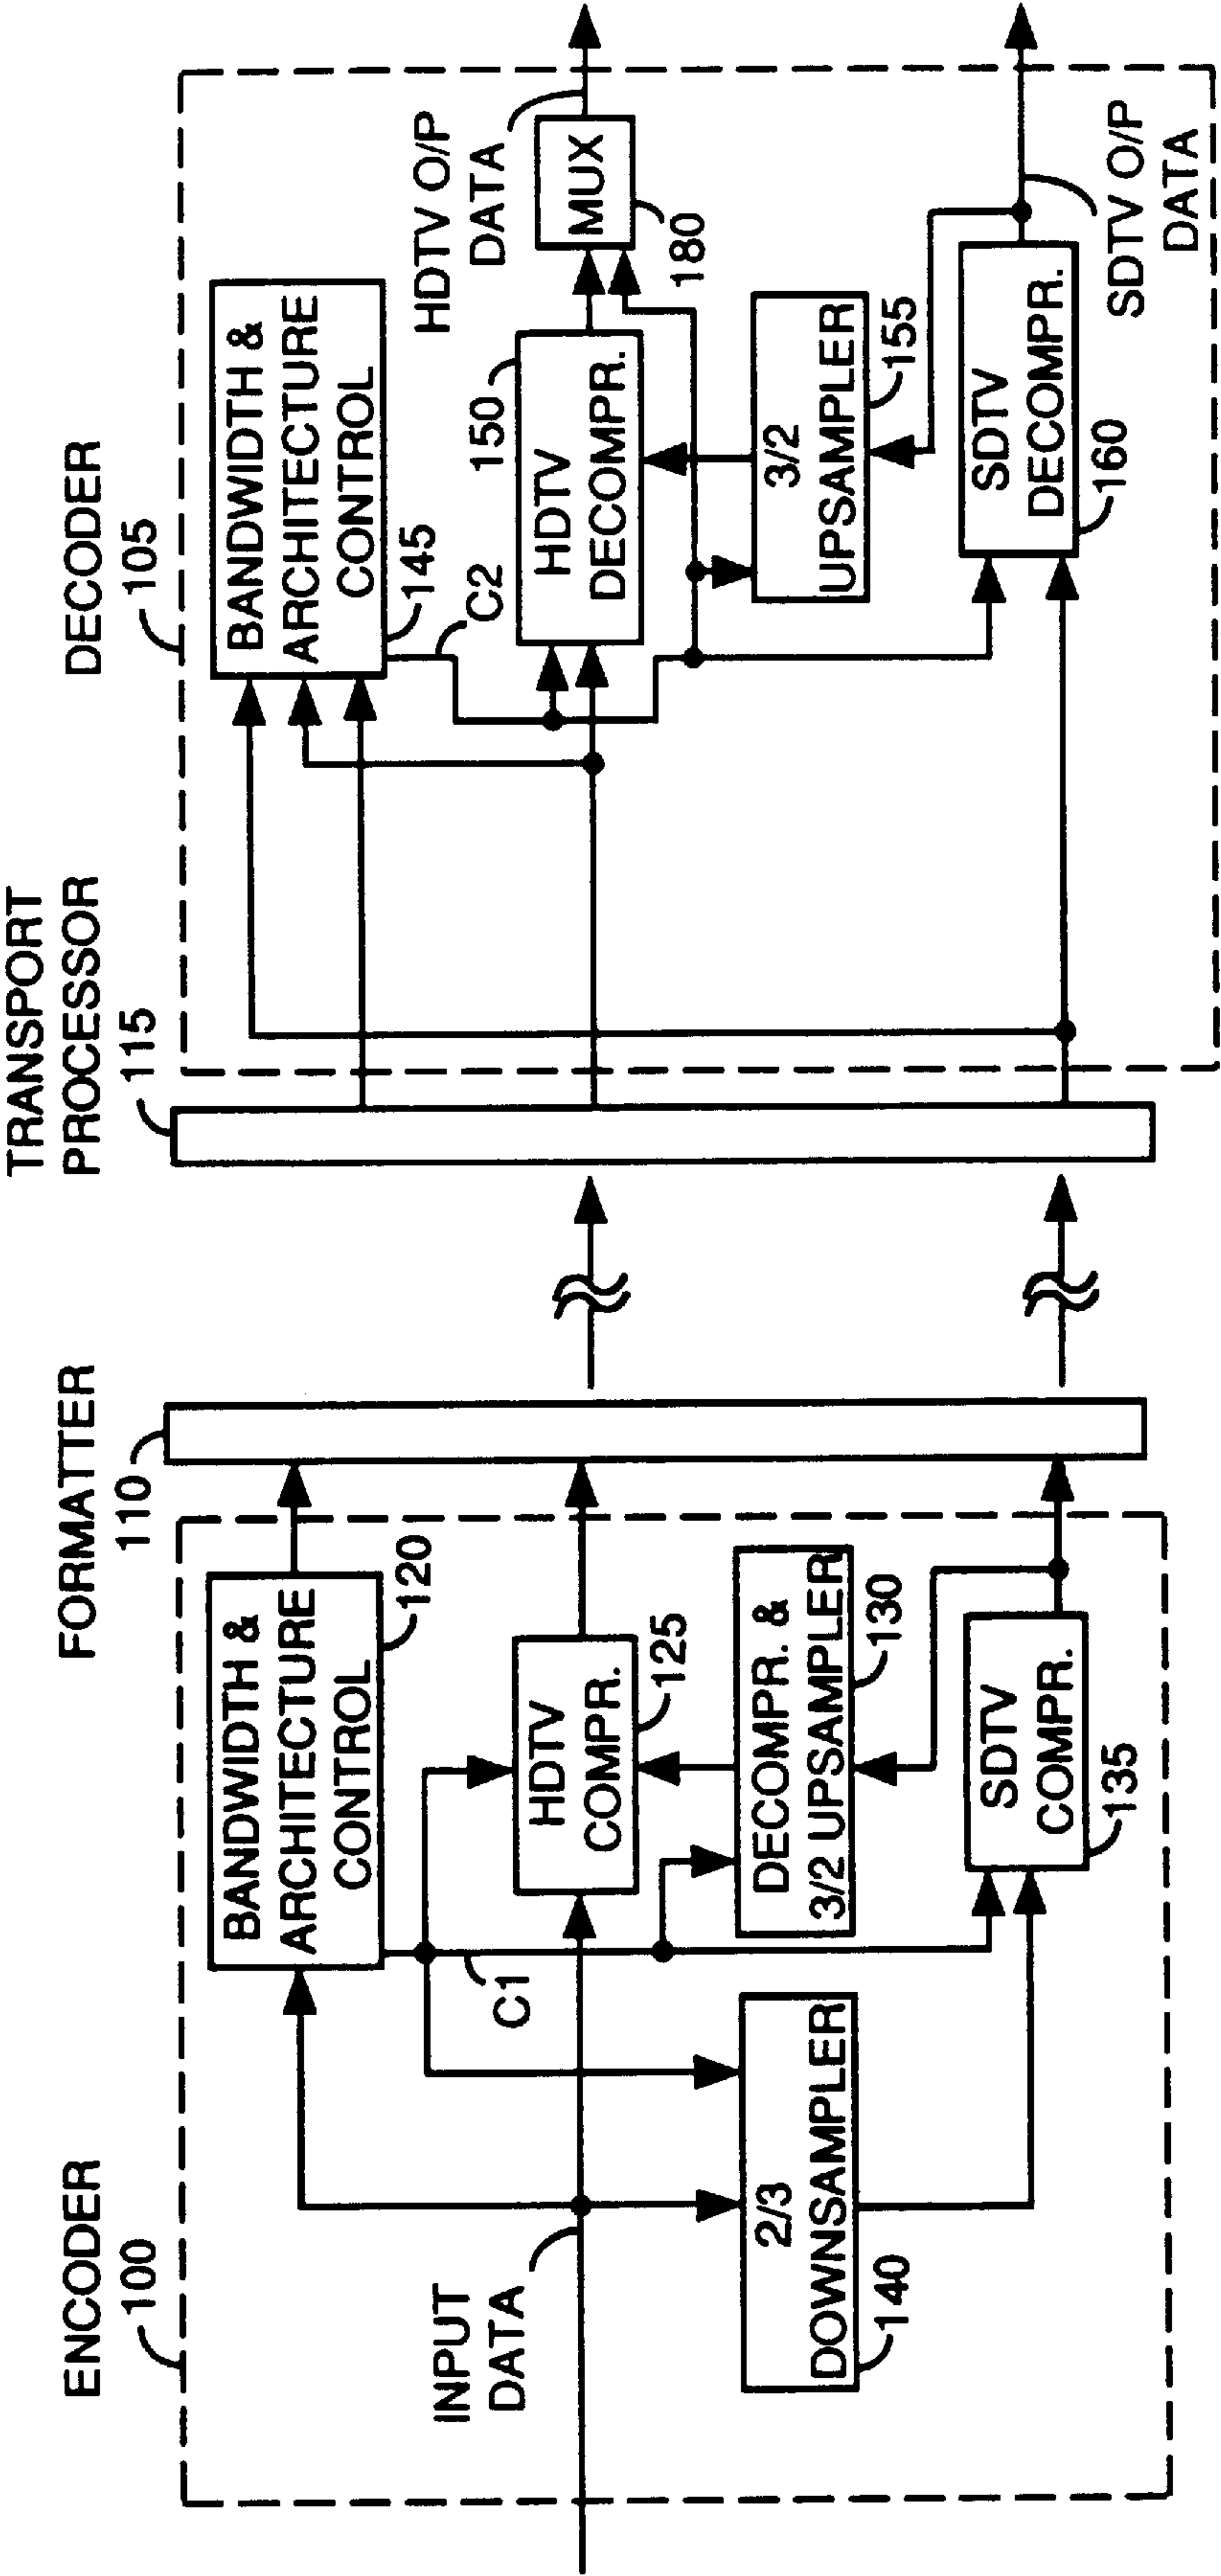 ENCODER
100
BANDWIDTH &
ARCHITECTURE
CONTROL
120
C1
INPUT
DATA
HDTV
COMPR.
125
2/3
DOWNSAMPLER
140
DECOMPR. &
3/2 UPSAMPLER
130
SDTV
COMPR.
135
FORMATTER
110
TRANSPORT
PROCESSOR
115
DECODER
105
BANDWIDTH &
ARCHITECTURE
CONTROL
145
C2
HDTV
DECOMPR.
150
HDTV O/P
DATA
MUX
180
3/2
UPSAMPLER
155
SDTV
DECOMPR.
160
SDTV O/P
DATA